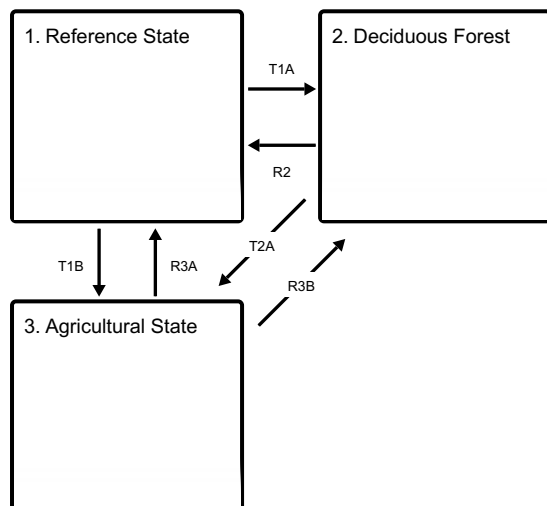 1. Reference State
2. Deciduous Forest
T1A
R2
T1B
R3A
T2A
R3B
3. Agricultural State